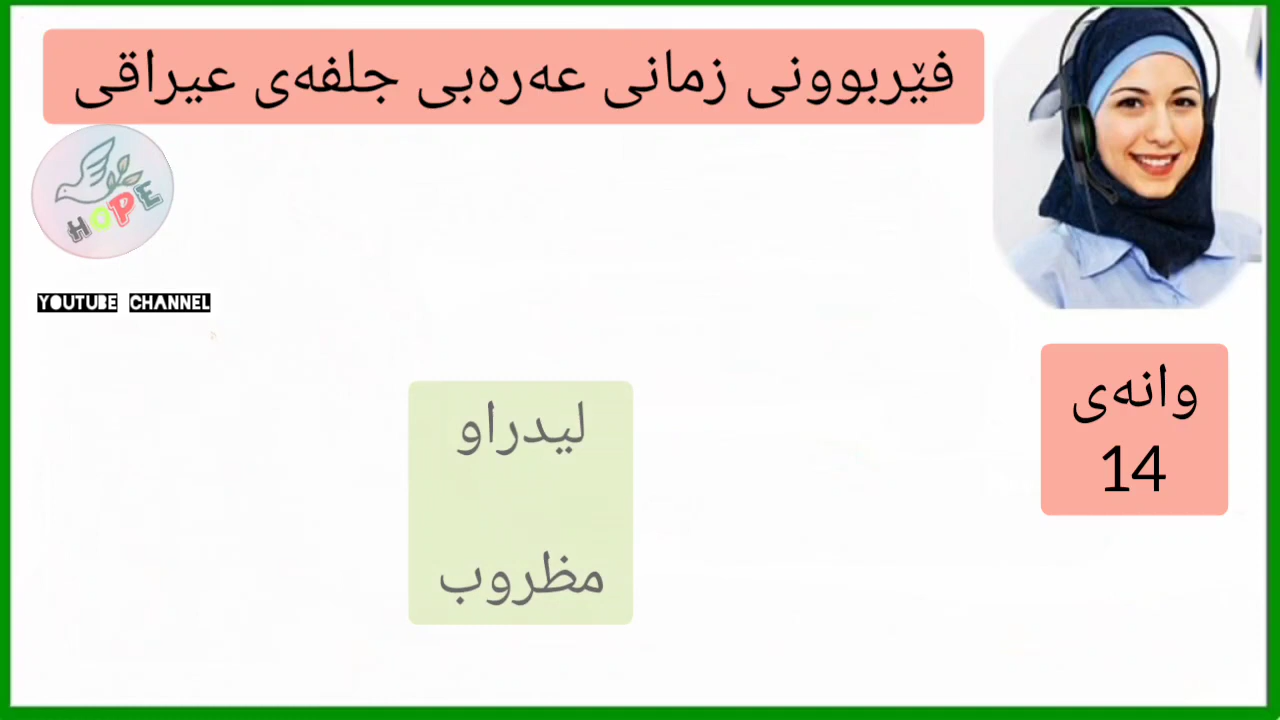 فێربوونی زمانی عەرەبی جلفەی عیراقی
HOPE
YOUTUBE CHANNEL
وانەی
14
لیدراو
مظروب